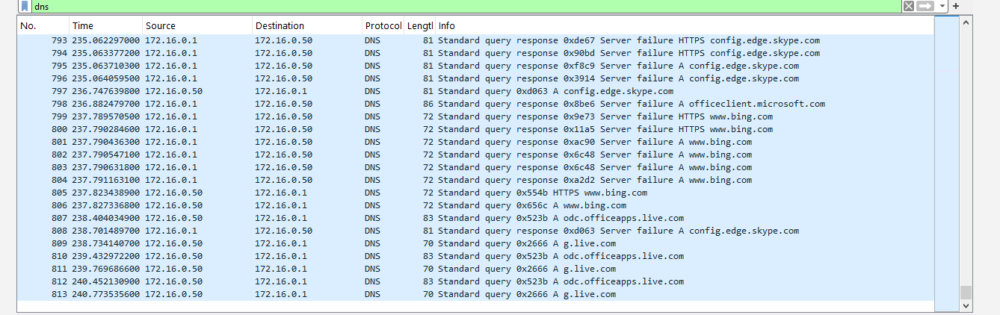 dns
No. Time Source Destination Protocol Lengtl Info
793 235.062297000 172.16.0.1 172.16.0.50 DNS 81 Standard query response 0xde67 Server failure HTTPS config.edge.skype.com
794 235.063377200 172.16.0.1 172.16.0.50 DNS 81 Standard query response 0x90bd Server failure HTTPS config.edge.skype.com
795 235.063710300 172.16.0.1 172.16.0.50 DNS 81 Standard query response 0xf8c9 Server failure A config.edge.skype.com
796 235.064059500 172.16.0.1 172.16.0.50 DNS 81 Standard query response 0x3914 Server failure A config.edge.skype.com
797 236.747639800 172.16.0.50 172.16.0.1 DNS 81 Standard query 0xd063 A config.edge.skype.com
798 236.882479700 172.16.0.1 172.16.0.50 DNS 86 Standard query response 0x8be6 Server failure A officeclient.microsoft.com
799 237.789570500 172.16.0.1 172.16.0.50 DNS 72 Standard query response 0x9e73 Server failure HTTPS www.bing.com
800 237.790284600 172.16.0.1 172.16.0.50 DNS 72 Standard query response 0x11a5 Server failure HTTPS www.bing.com
801 237.790436300 172.16.0.1 172.16.0.50 DNS 72 Standard query response 0xac90 Server failure A www.bing.com
802 237.790547100 172.16.0.1 172.16.0.50 DNS 72 Standard query response 0x6c48 Server failure A www.bing.com
803 237.790631800 172.16.0.1 172.16.0.50 DNS 72 Standard query response 0x6c48 Server failure A www.bing.com
804 237.791163100 172.16.0.1 172.16.0.50 DNS 72 Standard query response 0xa2d2 Server failure A www.bing.com
805 237.823438900 172.16.0.50 172.16.0.1 DNS 72 Standard query 0x554b HTTPS www.bing.com
806 237.827336800 172.16.0.50 172.16.0.1 DNS 72 Standard query 0x656c A www.bing.com
807 238.404034900 172.16.0.50 172.16.0.1 DNS 83 Standard query 0x523b A odc.officeapps.live.com
808 238.701489700 172.16.0.1 172.16.0.50 DNS 81 Standard query response 0xd063 Server failure A config.edge.skype.com
809 238.734140700 172.16.0.50 172.16.0.1 DNS 70 Standard query 0x2666 A g.live.com
810 239.432972200 172.16.0.50 172.16.0.1 DNS 83 Standard query 0x523b A odc.officeapps.live.com
811 239.769686600 172.16.0.50 172.16.0.1 DNS 70 Standard query 0x2666 A g.live.com
812 240.452130900 172.16.0.50 172.16.0.1 DNS 83 Standard query 0x523b A odc.officeapps.live.com
813 240.773535600 172.16.0.50 172.16.0.1 DNS 70 Standard query 0x2666 A g.live.com